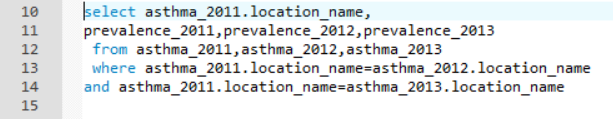 10 select asthma_2011.location_name,
11 prevalence_2011,prevalence_2012,prevalence_2013
12 from asthma_2011,asthma_2012,asthma_2013
13 where asthma_2011.location_name=asthma_2012.location_name
14 and asthma_2011.location_name=asthma_2013.location_name
15